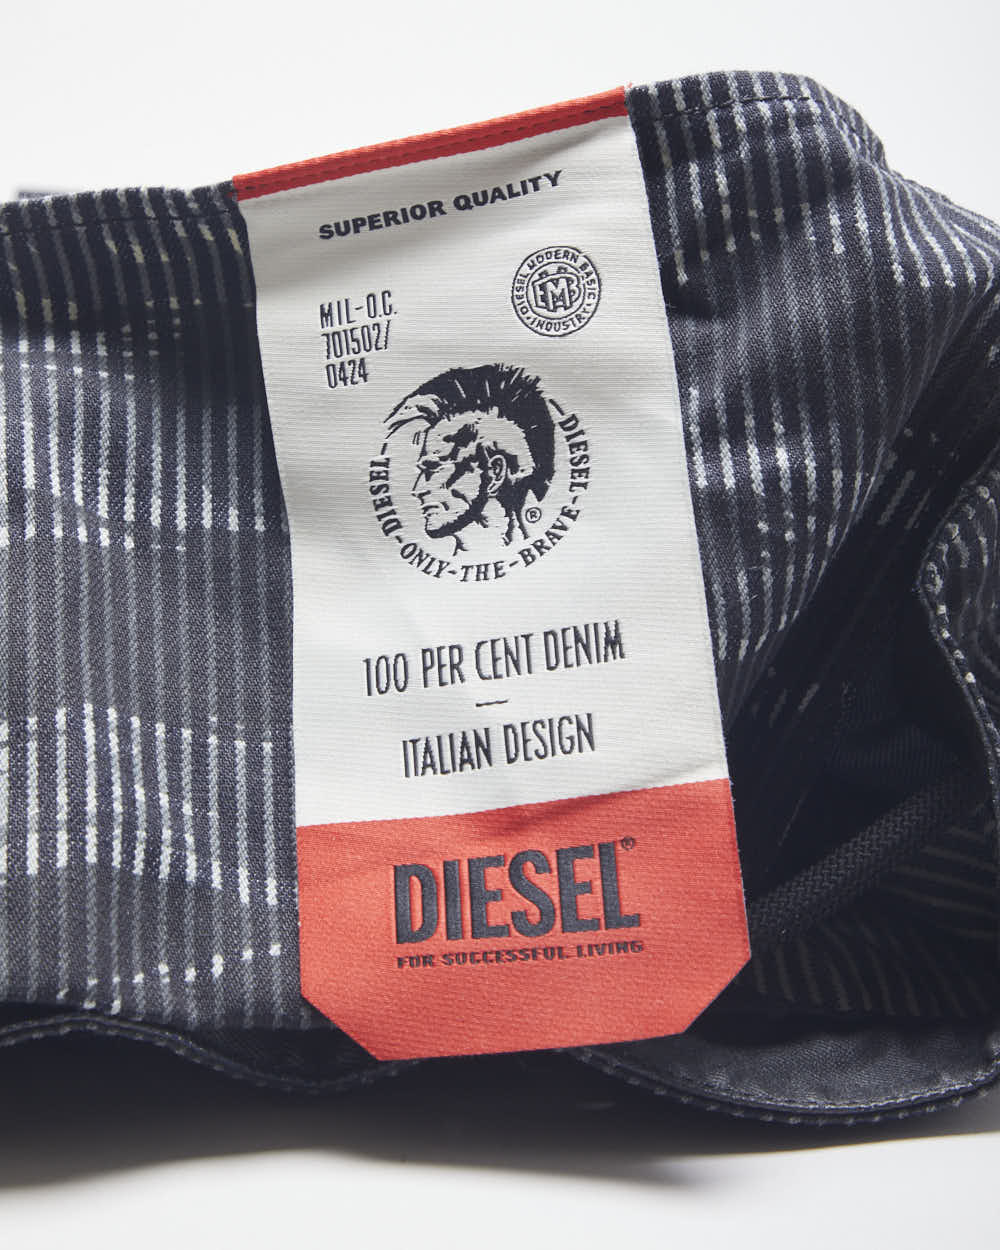 SUPERIOR QUALITY
DIESEL MODERN BASIC
INDUSTRY
MIL-O.C.
701502/
0424
DIESEL-ONLY-THE-BRAVE-DIESEL
®
100 PER CENT DENIM
ITALIAN DESIGN
DIESEL®
FOR SUCCESSFUL LIVING